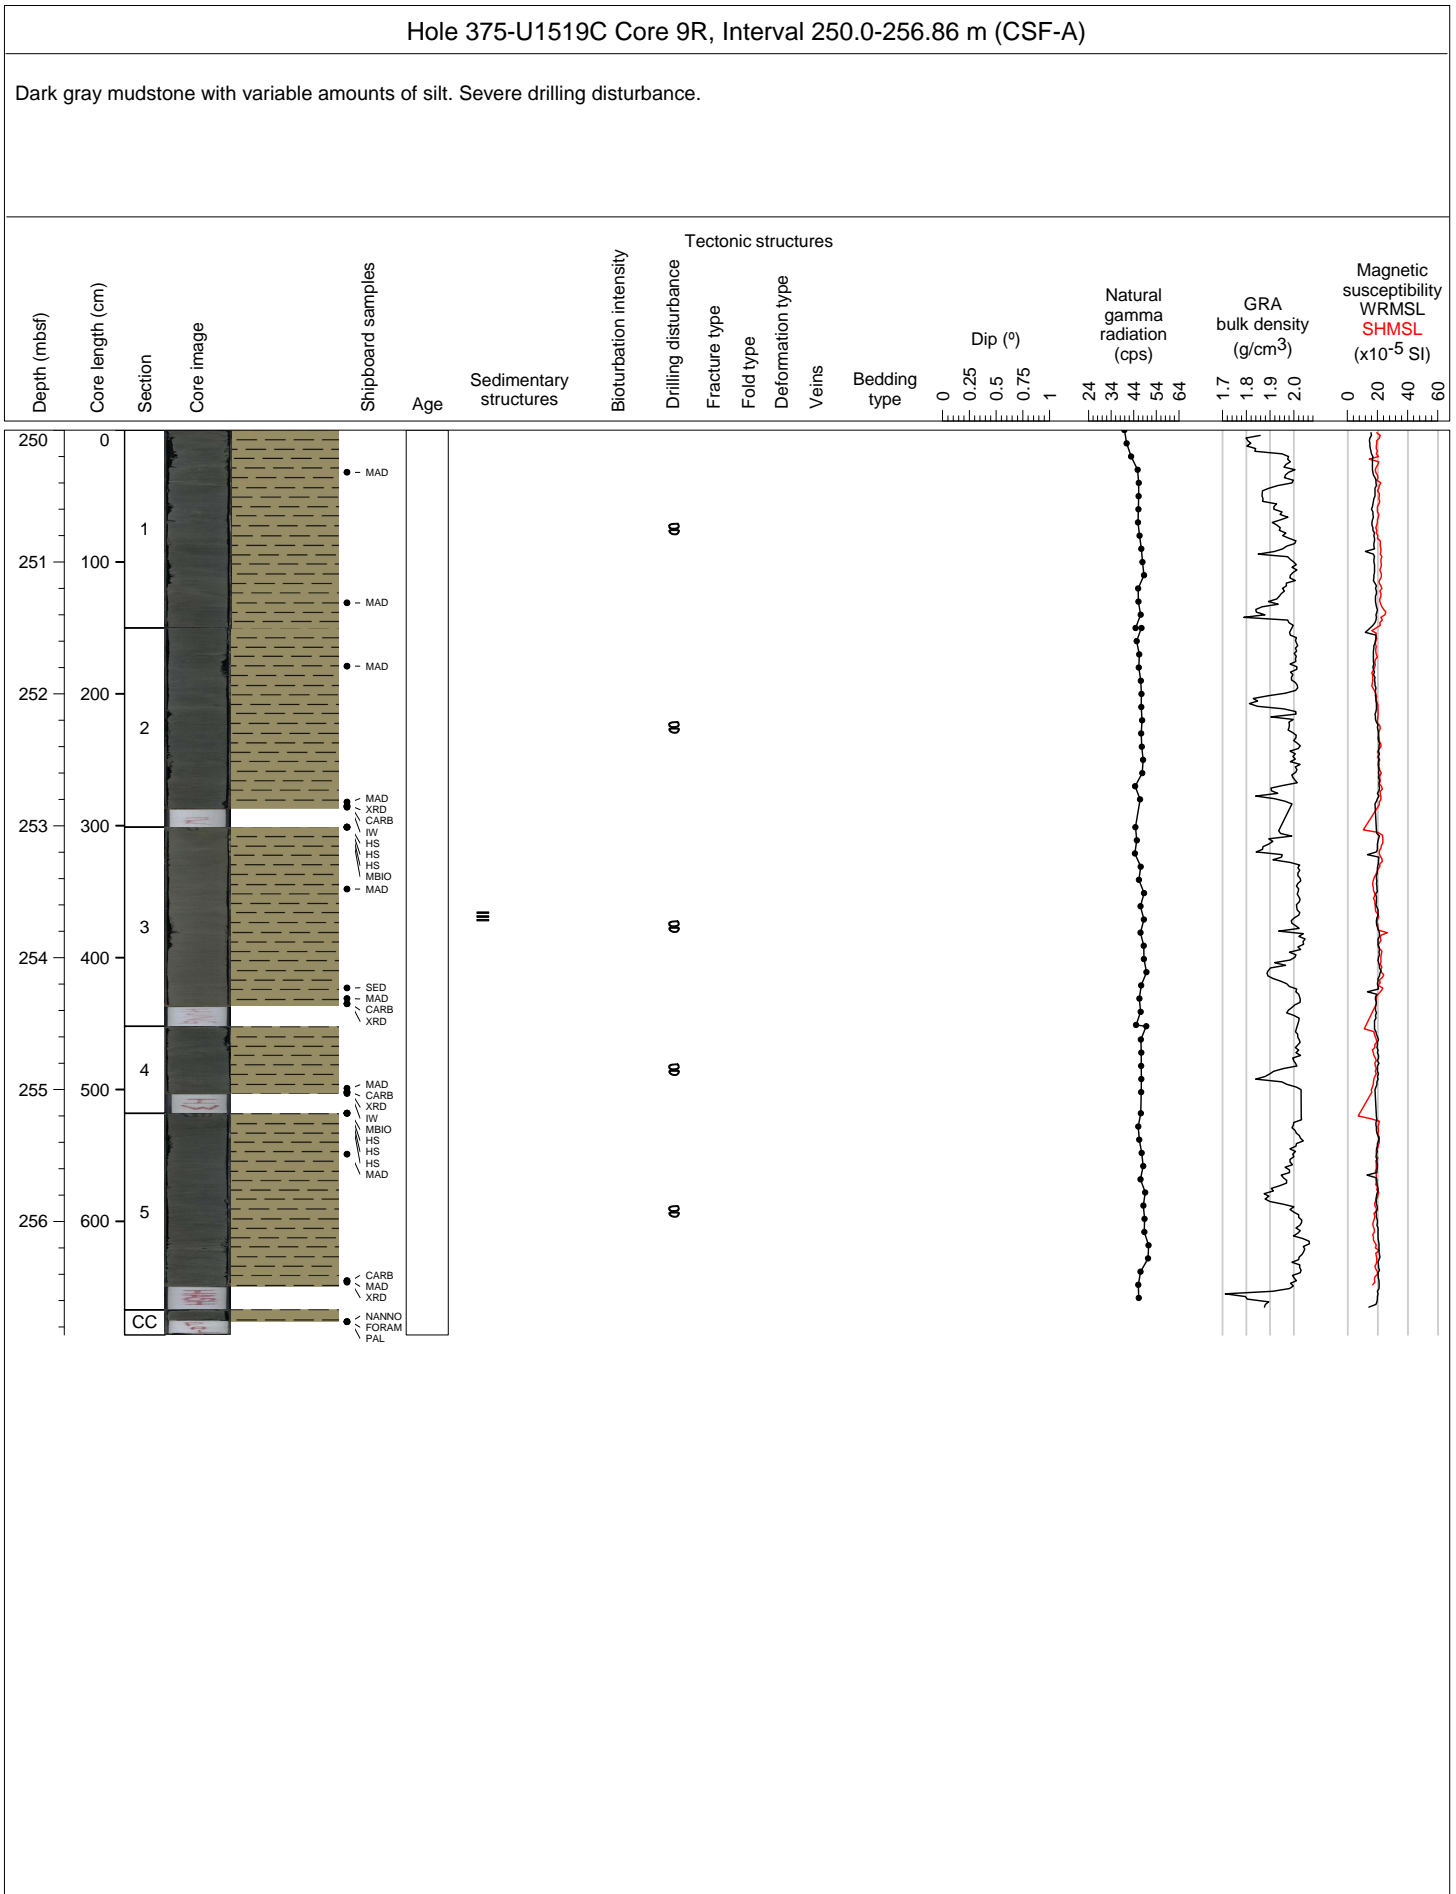 Hole 375-U1519C Core 9R, Interval 250.0-256.86 m (CSF-A)
Dark gray mudstone with variable amounts of silt. Severe drilling disturbance.
Depth (mbsf)
Core length (cm)
Section
Core image
Shipboard samples
Age
Sedimentary
structures
Bioturbation intensity
Drilling disturbance
Tectonic structures
Fracture type
Fold type
Deformation type
Veins
Bedding
type
Dip (º)
0
0.25
0.5
0.75
1
Natural
gamma
radiation
(cps)
24
34
44
54
64
GRA
bulk density
(g/cm3)
1.7
1.8
1.9
2.0
Magnetic
susceptibility
WRMSL
SHMSL
(x10-5 SI)
0
20
40
60
250
251
252
253
254
255
256
0
100
200
300
400
500
600
1
2
3
4
5
CC
MAD
MAD
MAD
MAD
XRD
CARB
IW
HS
HS
HS
MBIO
MAD
SED
MAD
CARB
XRD
MAD
CARB
XRD
IW
MBIO
HS
HS
HS
MAD
CARB
MAD
XRD
NANNO
FORAM
PAL